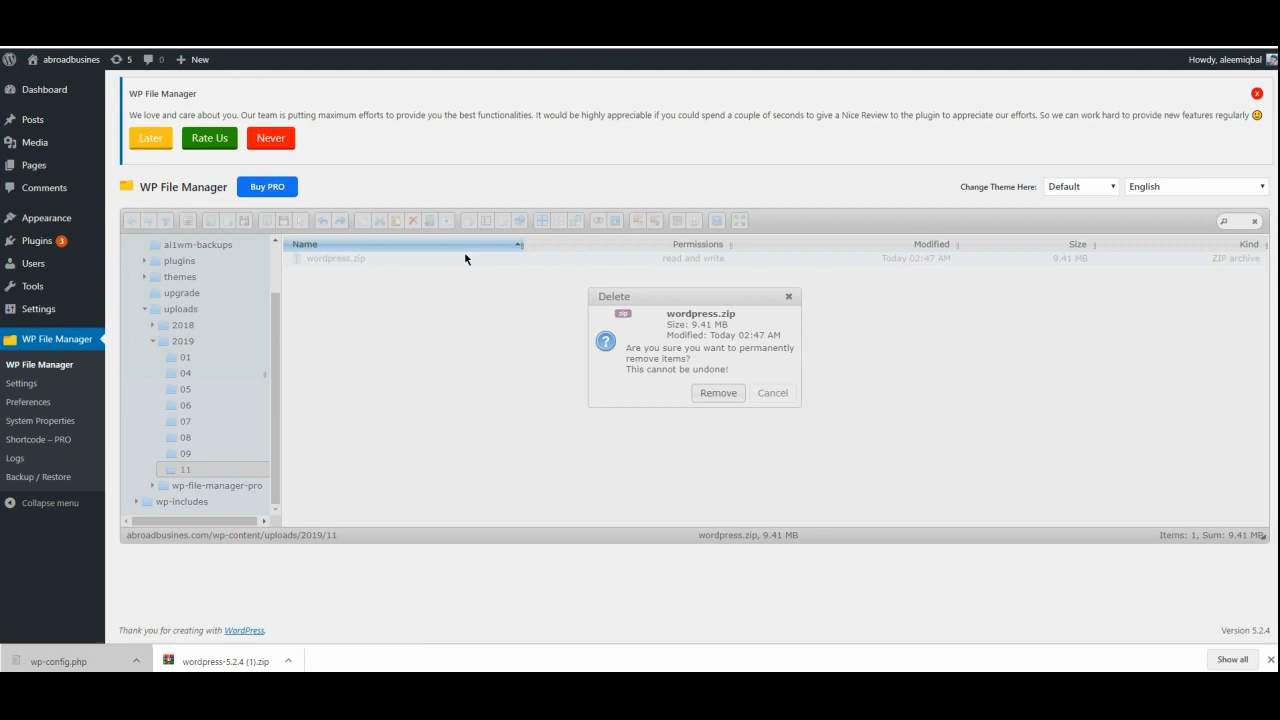 abroadbusines 5 0 New Howdy, aleemiqbal
Dashboard
Posts
Media
Pages
Comments
Appearance
Plugins 3
Users
Tools
Settings
WP File Manager
WP File Manager
Settings
Preferences
System Properties
Shortcode – PRO
Logs
Backup / Restore
Collapse menu
WP File Manager
We love and care about you. Our team is putting maximum efforts to provide you the best functionalities. It would be highly appreciable if you could spend a couple of seconds to give a Nice Review to the plugin to appreciate our efforts. So we can work hard to provide new features regularly
Later Rate Us Never
WP File Manager Buy PRO Change Theme Here: Default English
ai1wm-backups
plugins
themes
upgrade
uploads
2018
2019
01
04
05
06
07
08
09
11
wp-file-manager-pro
wp-includes
Name Permissions Modified Size Kind
wordpress.zip read and write Today 02:47 AM 9.41 MB ZIP archive
Delete
zip
wordpress.zip
Size: 9.41 MB
Modified: Today 02:47 AM
Are you sure you want to permanently
remove items?
This cannot be undone!
Remove Cancel
abroadbusines.com/wp-content/uploads/2019/11 wordpress.zip, 9.41 MB Items: 1, Sum: 9.41 MB
Thank you for creating with WordPress. Version 5.2.4
wp-config.php wordpress-5.2.4 (1).zip Show all